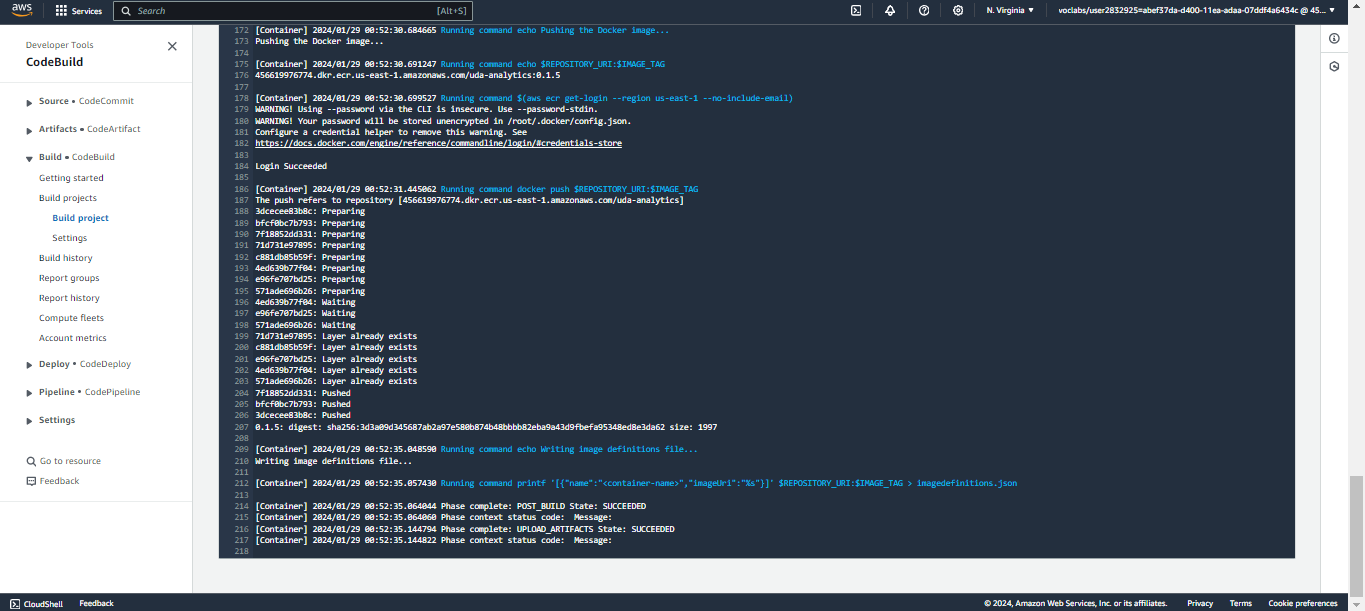 aws
Services
Search
[Alt+S]
N. Virginia ▼
voclabs/user2832925=abef37da-d400-11ea-adaa-07ddf4a6434c @ 45... ▼
Developer Tools
CodeBuild
Source • CodeCommit
Artifacts • CodeArtifact
Build • CodeBuild
Getting started
Build projects
Build project
Settings
Build history
Report groups
Report history
Compute fleets
Account metrics
Deploy • CodeDeploy
Pipeline • CodePipeline
Settings
Go to resource
Feedback
172 [Container] 2024/01/29 00:52:30.684665 Running command echo Pushing the Docker image...
173 Pushing the Docker image...
174
175 [Container] 2024/01/29 00:52:30.691247 Running command echo $REPOSITORY_URI:$IMAGE_TAG
176 456619976774.dkr.ecr.us-east-1.amazonaws.com/uda-analytics:0.1.5
177
178 [Container] 2024/01/29 00:52:30.699527 Running command $(aws ecr get-login --region us-east-1 --no-include-email)
179 WARNING! Using --password via the CLI is insecure. Use --password-stdin.
180 WARNING! Your password will be stored unencrypted in /root/.docker/config.json.
181 Configure a credential helper to remove this warning. See
182 https://docs.docker.com/engine/reference/commandline/login/#credentials-store
183
184 Login Succeeded
185
186 [Container] 2024/01/29 00:52:31.445062 Running command docker push $REPOSITORY_URI:$IMAGE_TAG
187 The push refers to repository [456619976774.dkr.ecr.us-east-1.amazonaws.com/uda-analytics]
188 3dcecee83b8c: Preparing
189 bfcf0bc7b793: Preparing
190 7f18852dd331: Preparing
191 71d731e97895: Preparing
192 c881db85b59f: Preparing
193 4ed639b77f04: Preparing
194 e96fe707bd25: Preparing
195 571ade696b26: Preparing
196 4ed639b77f04: Waiting
197 e96fe707bd25: Waiting
198 571ade696b26: Waiting
199 71d731e97895: Layer already exists
200 c881db85b59f: Layer already exists
201 e96fe707bd25: Layer already exists
202 4ed639b77f04: Layer already exists
203 571ade696b26: Layer already exists
204 7f18852dd331: Pushed
205 bfcf0bc7b793: Pushed
206 3dcecee83b8c: Pushed
207 0.1.5: digest: sha256:3d3a09d345687ab2a97e580b874b48bbbb82eba9a43d9fbefa95348ed8e3da62 size: 1997
208
209 [Container] 2024/01/29 00:52:35.048590 Running command echo Writing image definitions file...
210 Writing image definitions file...
211
212 [Container] 2024/01/29 00:52:35.057430 Running command printf '[{"name":"<container-name>","imageUri":"%s"}]' $REPOSITORY_URI:$IMAGE_TAG > imagedefinitions.json
213
214 [Container] 2024/01/29 00:52:35.064044 Phase complete: POST_BUILD State: SUCCEEDED
215 [Container] 2024/01/29 00:52:35.064060 Phase context status code:  Message:
216 [Container] 2024/01/29 00:52:35.144794 Phase complete: UPLOAD_ARTIFACTS State: SUCCEEDED
217 [Container] 2024/01/29 00:52:35.144822 Phase context status code:  Message:
218
CloudShell
Feedback
© 2024, Amazon Web Services, Inc. or its affiliates.
Privacy
Terms
Cookie preferences